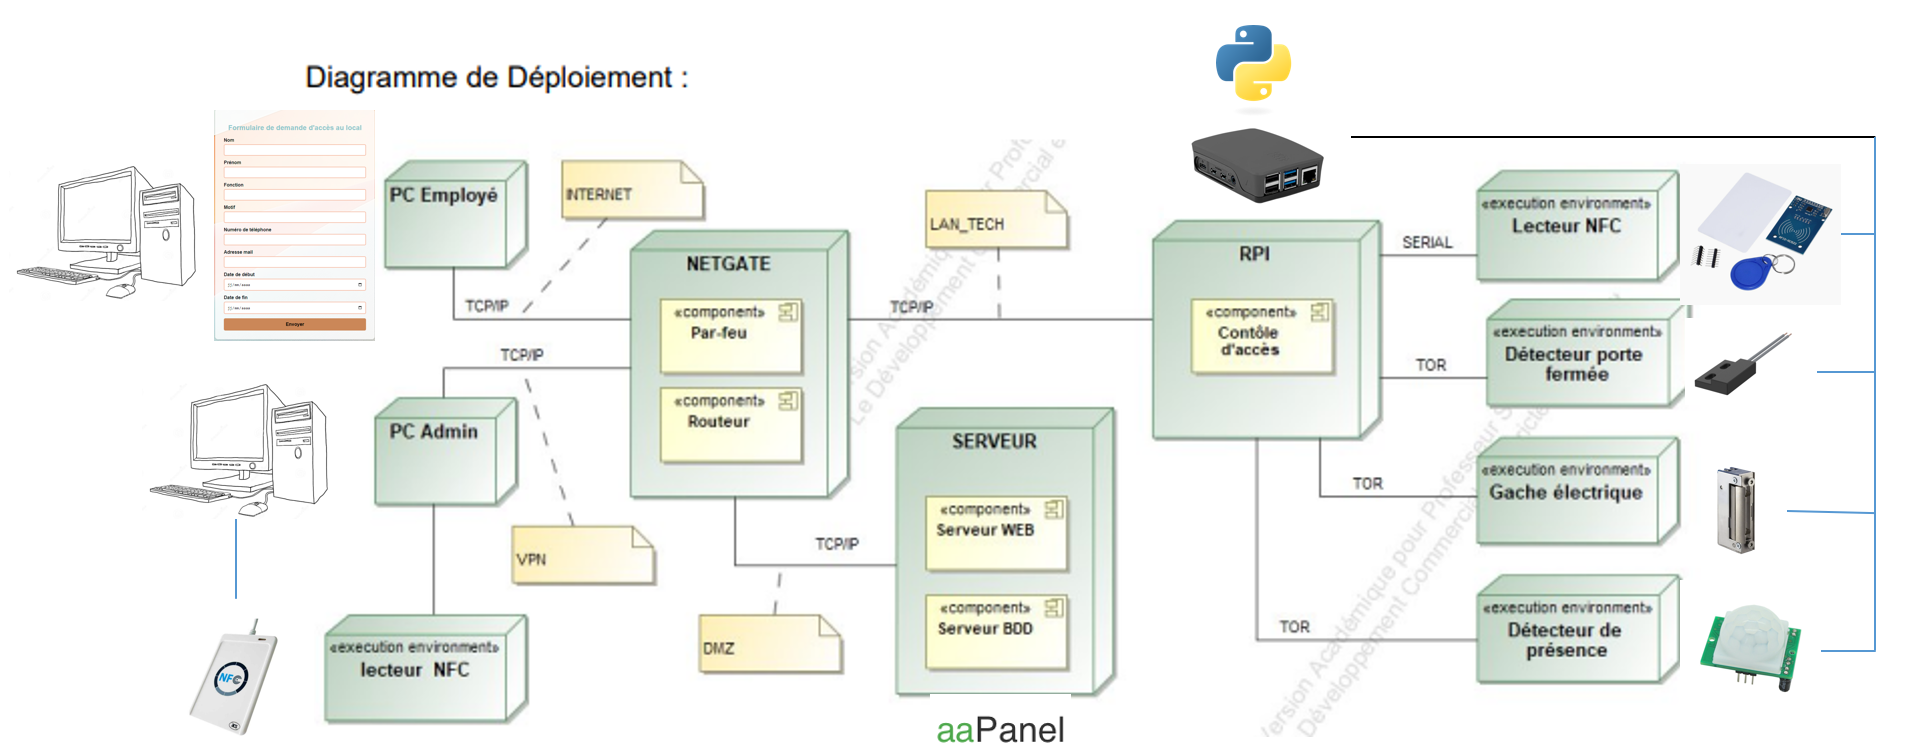 Diagramme de Déploiement :
Formulaire de demande d'accès au local
Nom
Prénom
Fonction
Motif
Numéro de téléphone
Adresse mail
Date de début
Date de fin
Envoyer
PC Employé
INTERNET
TCP/IP
TCP/IP
PC Admin
VPN
«execution environment»
lecteur NFC
NFC
NETGATE
«component»
Par-feu
«component»
Routeur
TCP/IP
DMZ
LAN_TECH
TCP/IP
SERVEUR
«component»
Serveur WEB
«component»
Serveur BDD
aaPanel
RPI
«component»
Contôle
d'accès
SERIAL
«execution environment»
Lecteur NFC
TOR
«execution environment»
Détecteur porte
fermée
TOR
«execution environment»
Gache électrique
TOR
«execution environment»
Détecteur de
présence